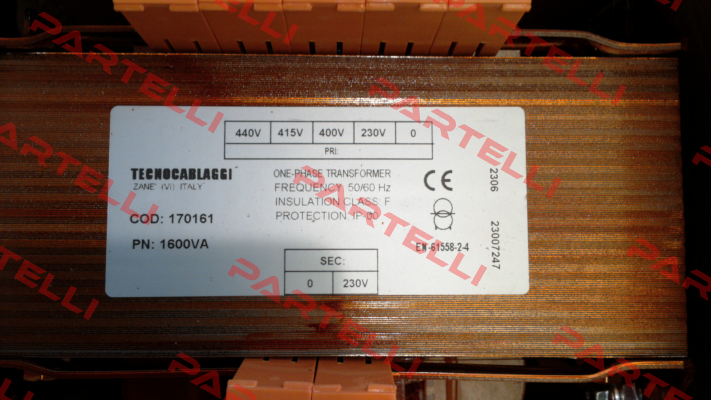 440V 415V 400V 230V 0
PRI:
TECNOCABLAGGI
ZANE' (VI) ITALY
COD: 170161
PN: 1600VA
ONE-PHASE TRANSFORMER
FREQUENCY: 50/60 Hz
INSULATION CLASS: F
PROTECTION: IP 00
CE
EN-61558-2-4
2306 23007247
SEC:
0 230V
PARTELLI
PARTELLI
PARTELLI
PARTELLI
PARTELLI
PARTELLI
PARTELLI
PARTELLI
PARTELLI